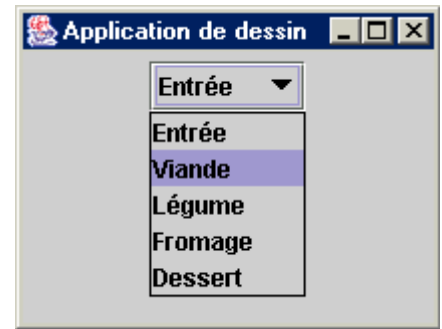 Application de dessin
Entrée
Entrée
Viande
Légume
Fromage
Dessert